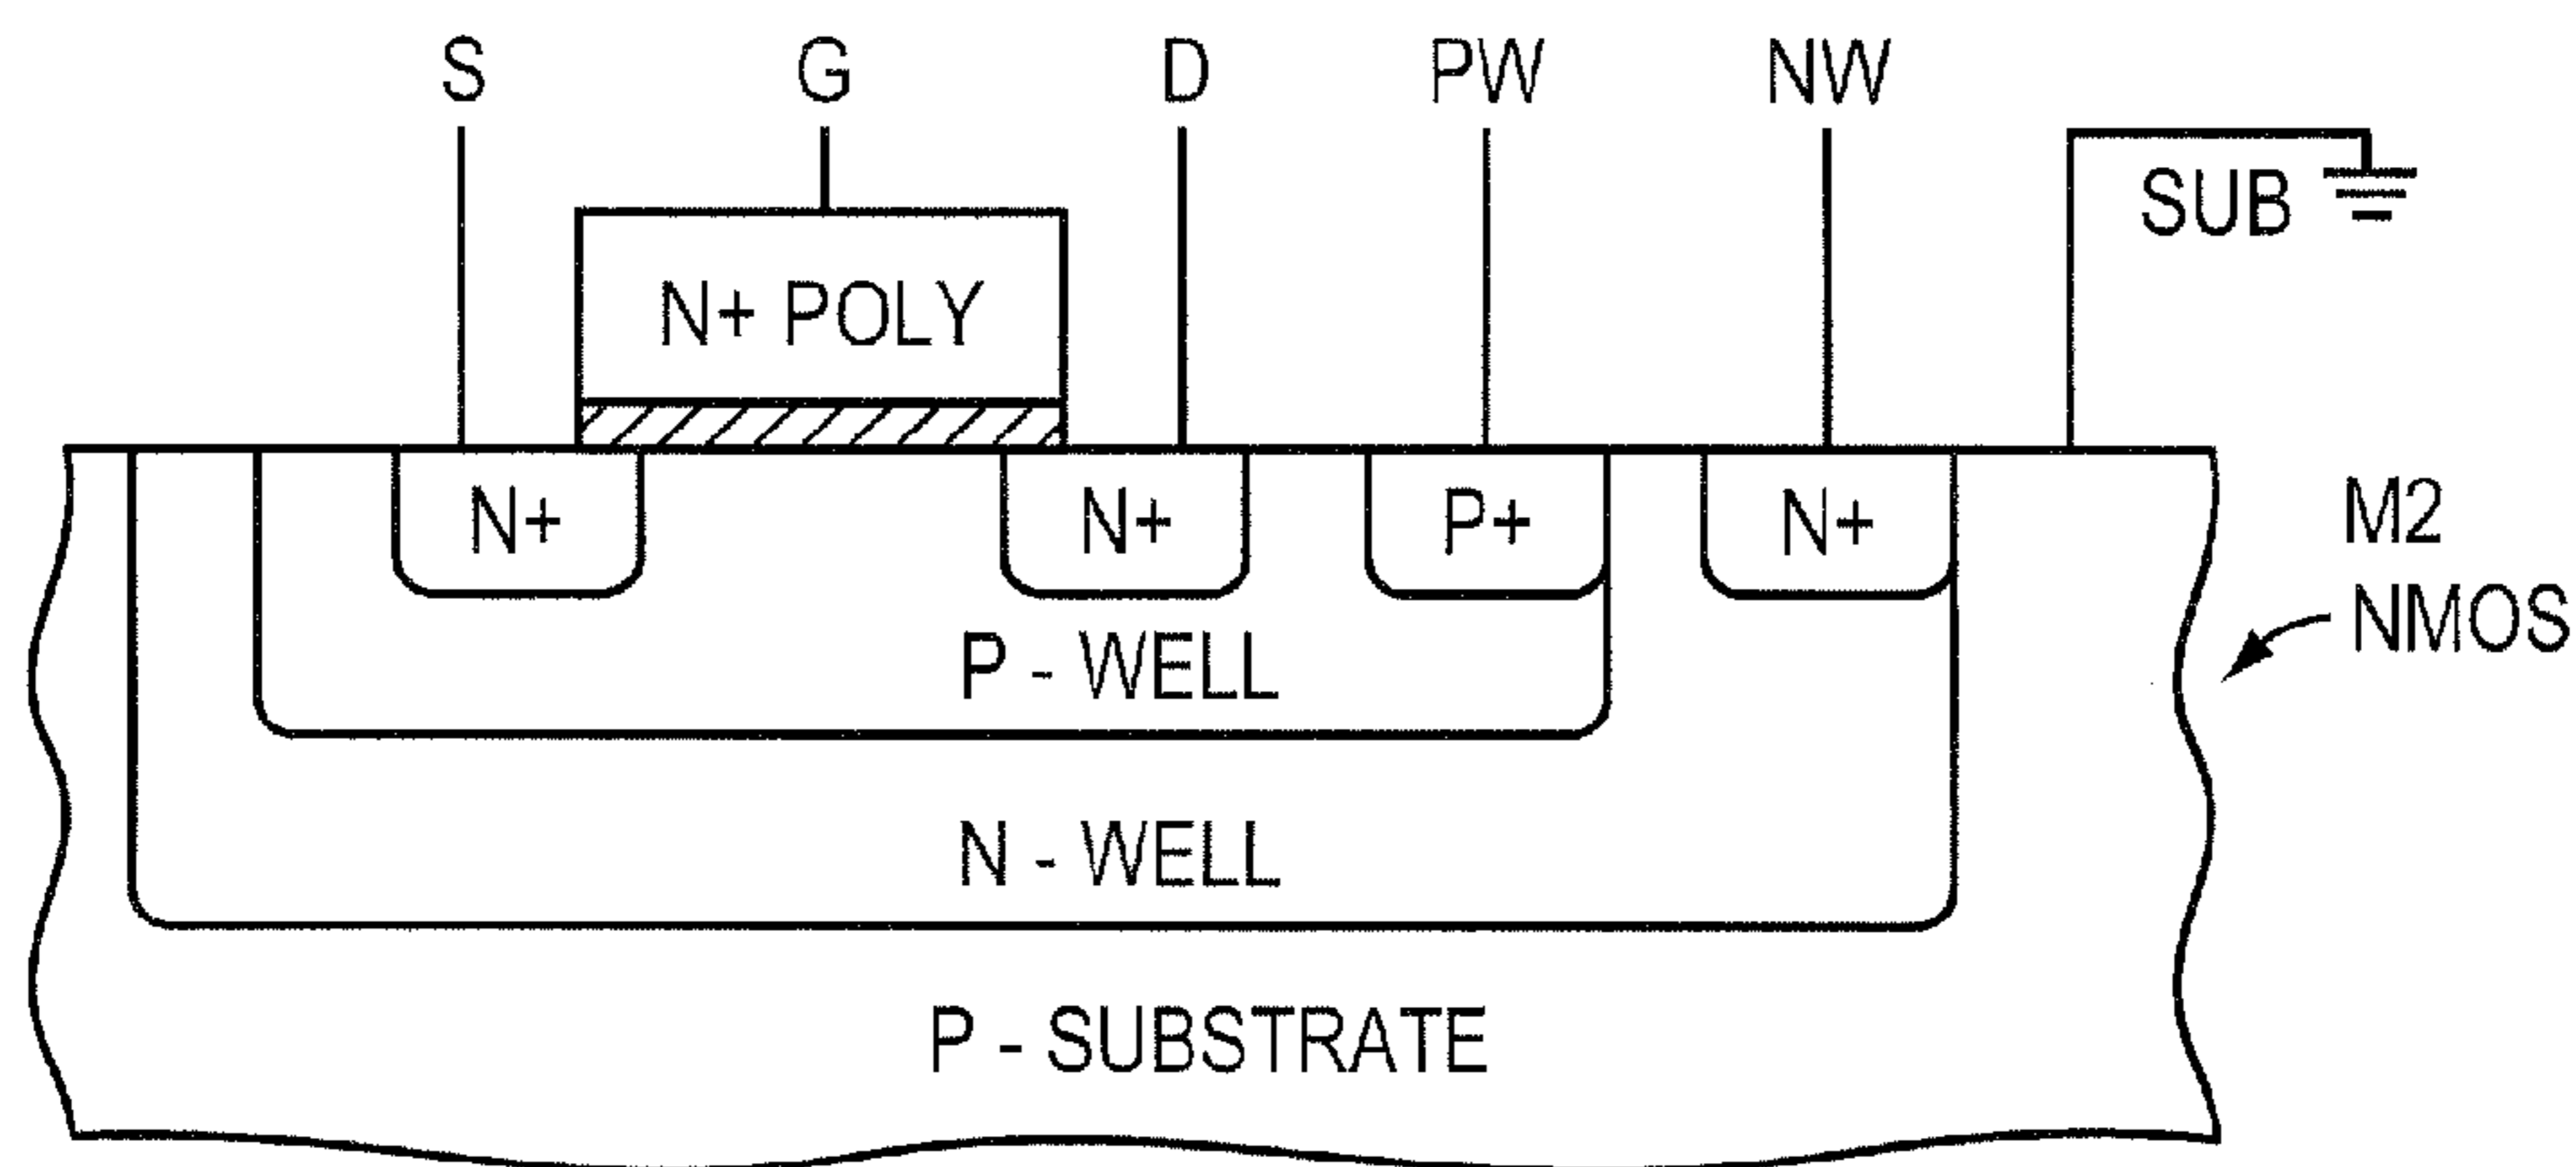 S G D PW NW
SUB
N+ POLY
N+ N+ P+ N+
M2
NMOS
P - WELL
N - WELL
P - SUBSTRATE